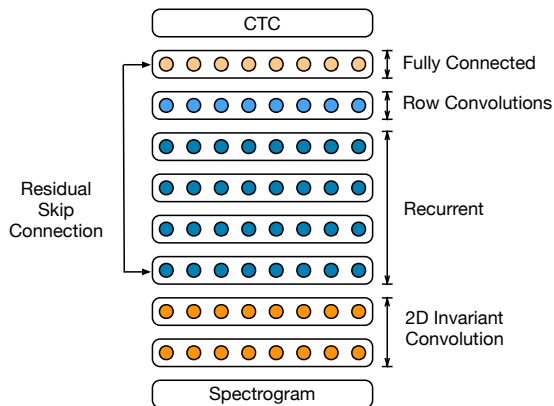 CTC
Fully Connected
Row Convolutions
Residual
Skip
Connection
Recurrent
2D Invariant
Convolution
Spectrogram